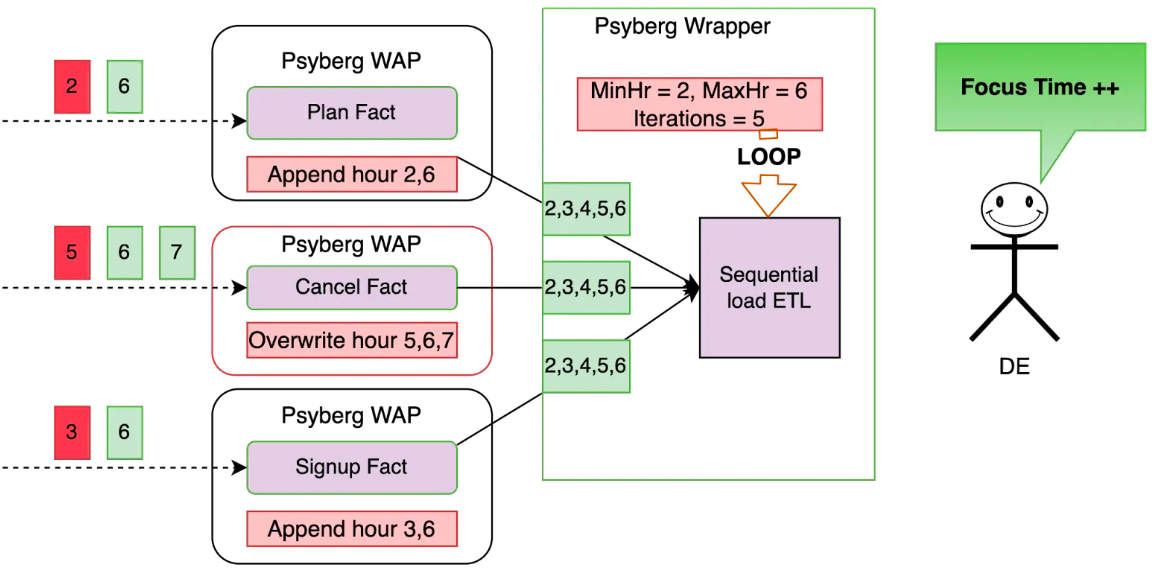 2
6
Psyberg WAP
Plan Fact
Append hour 2,6
5
6
7
Psyberg WAP
Cancel Fact
Overwrite hour 5,6,7
3
6
Psyberg WAP
Signup Fact
Append hour 3,6
Psyberg Wrapper
MinHr = 2, MaxHr = 6
Iterations = 5
LOOP
2,3,4,5,6
2,3,4,5,6
2,3,4,5,6
Sequential
load ETL
Focus Time ++
DE